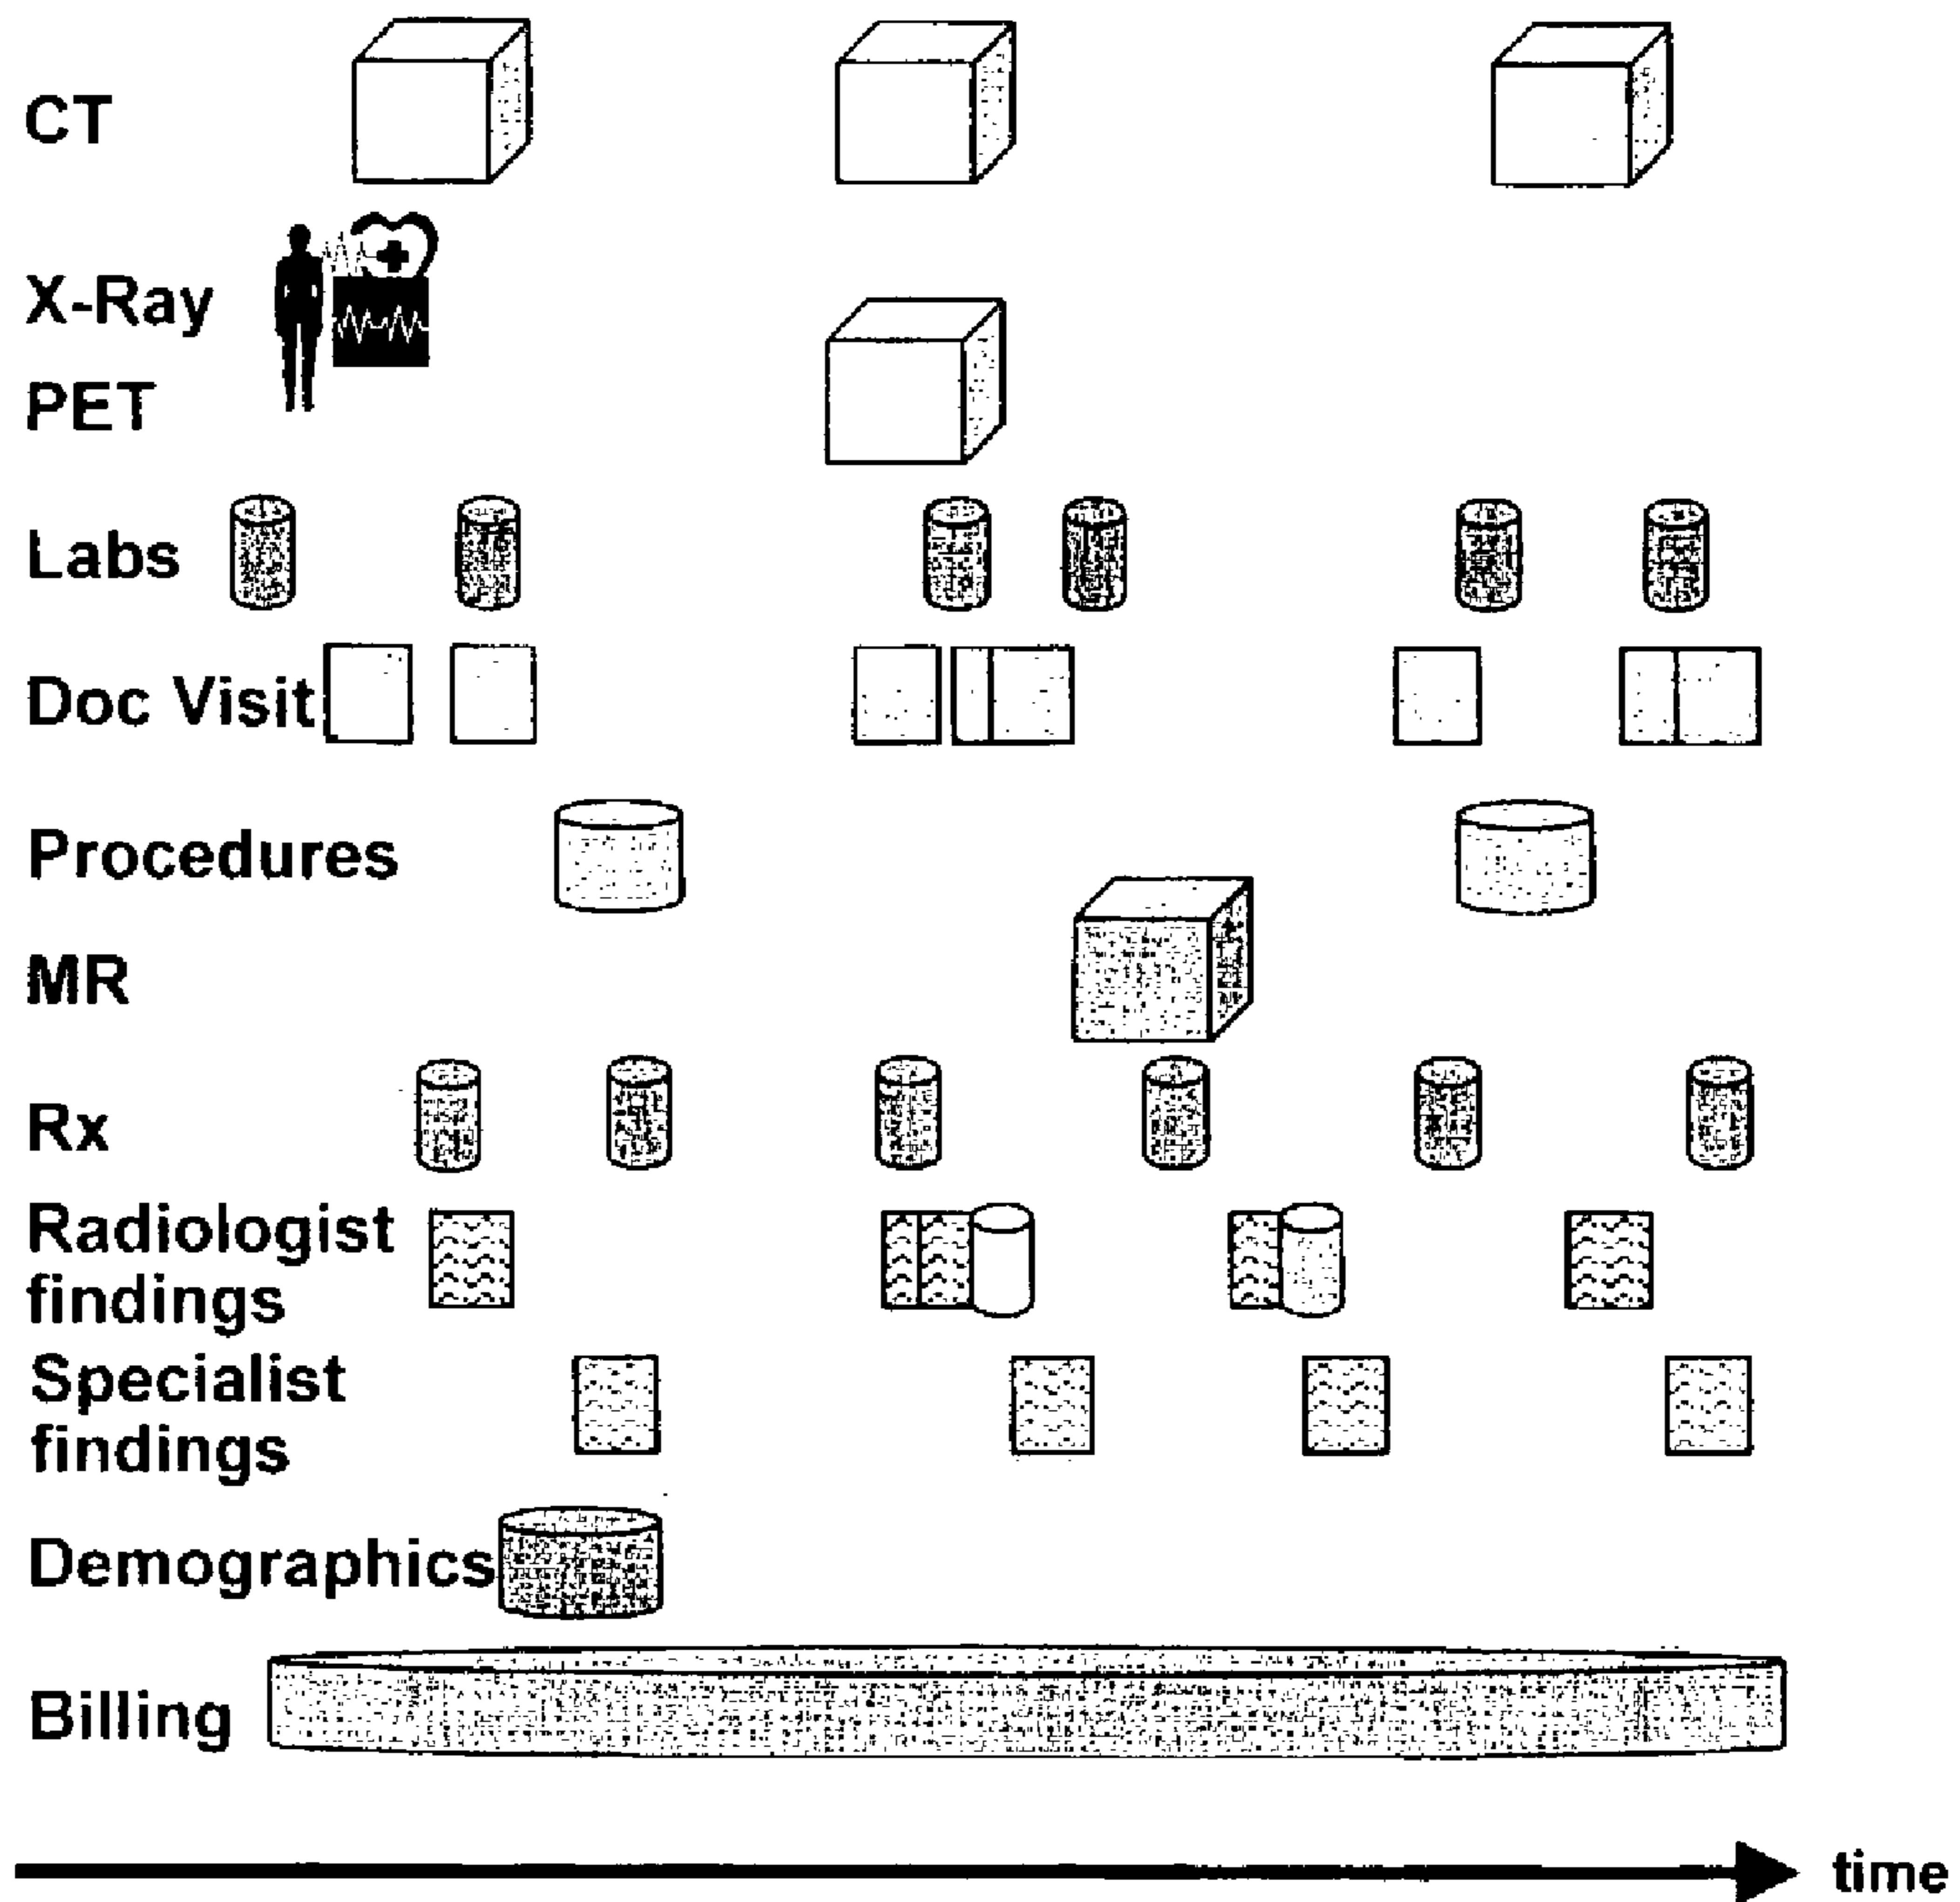 CT
X-Ray
PET
Labs
Doc Visit
Procedures
MR
Rx
Radiologist
findings
Specialist
findings
Demographics
Billing
time